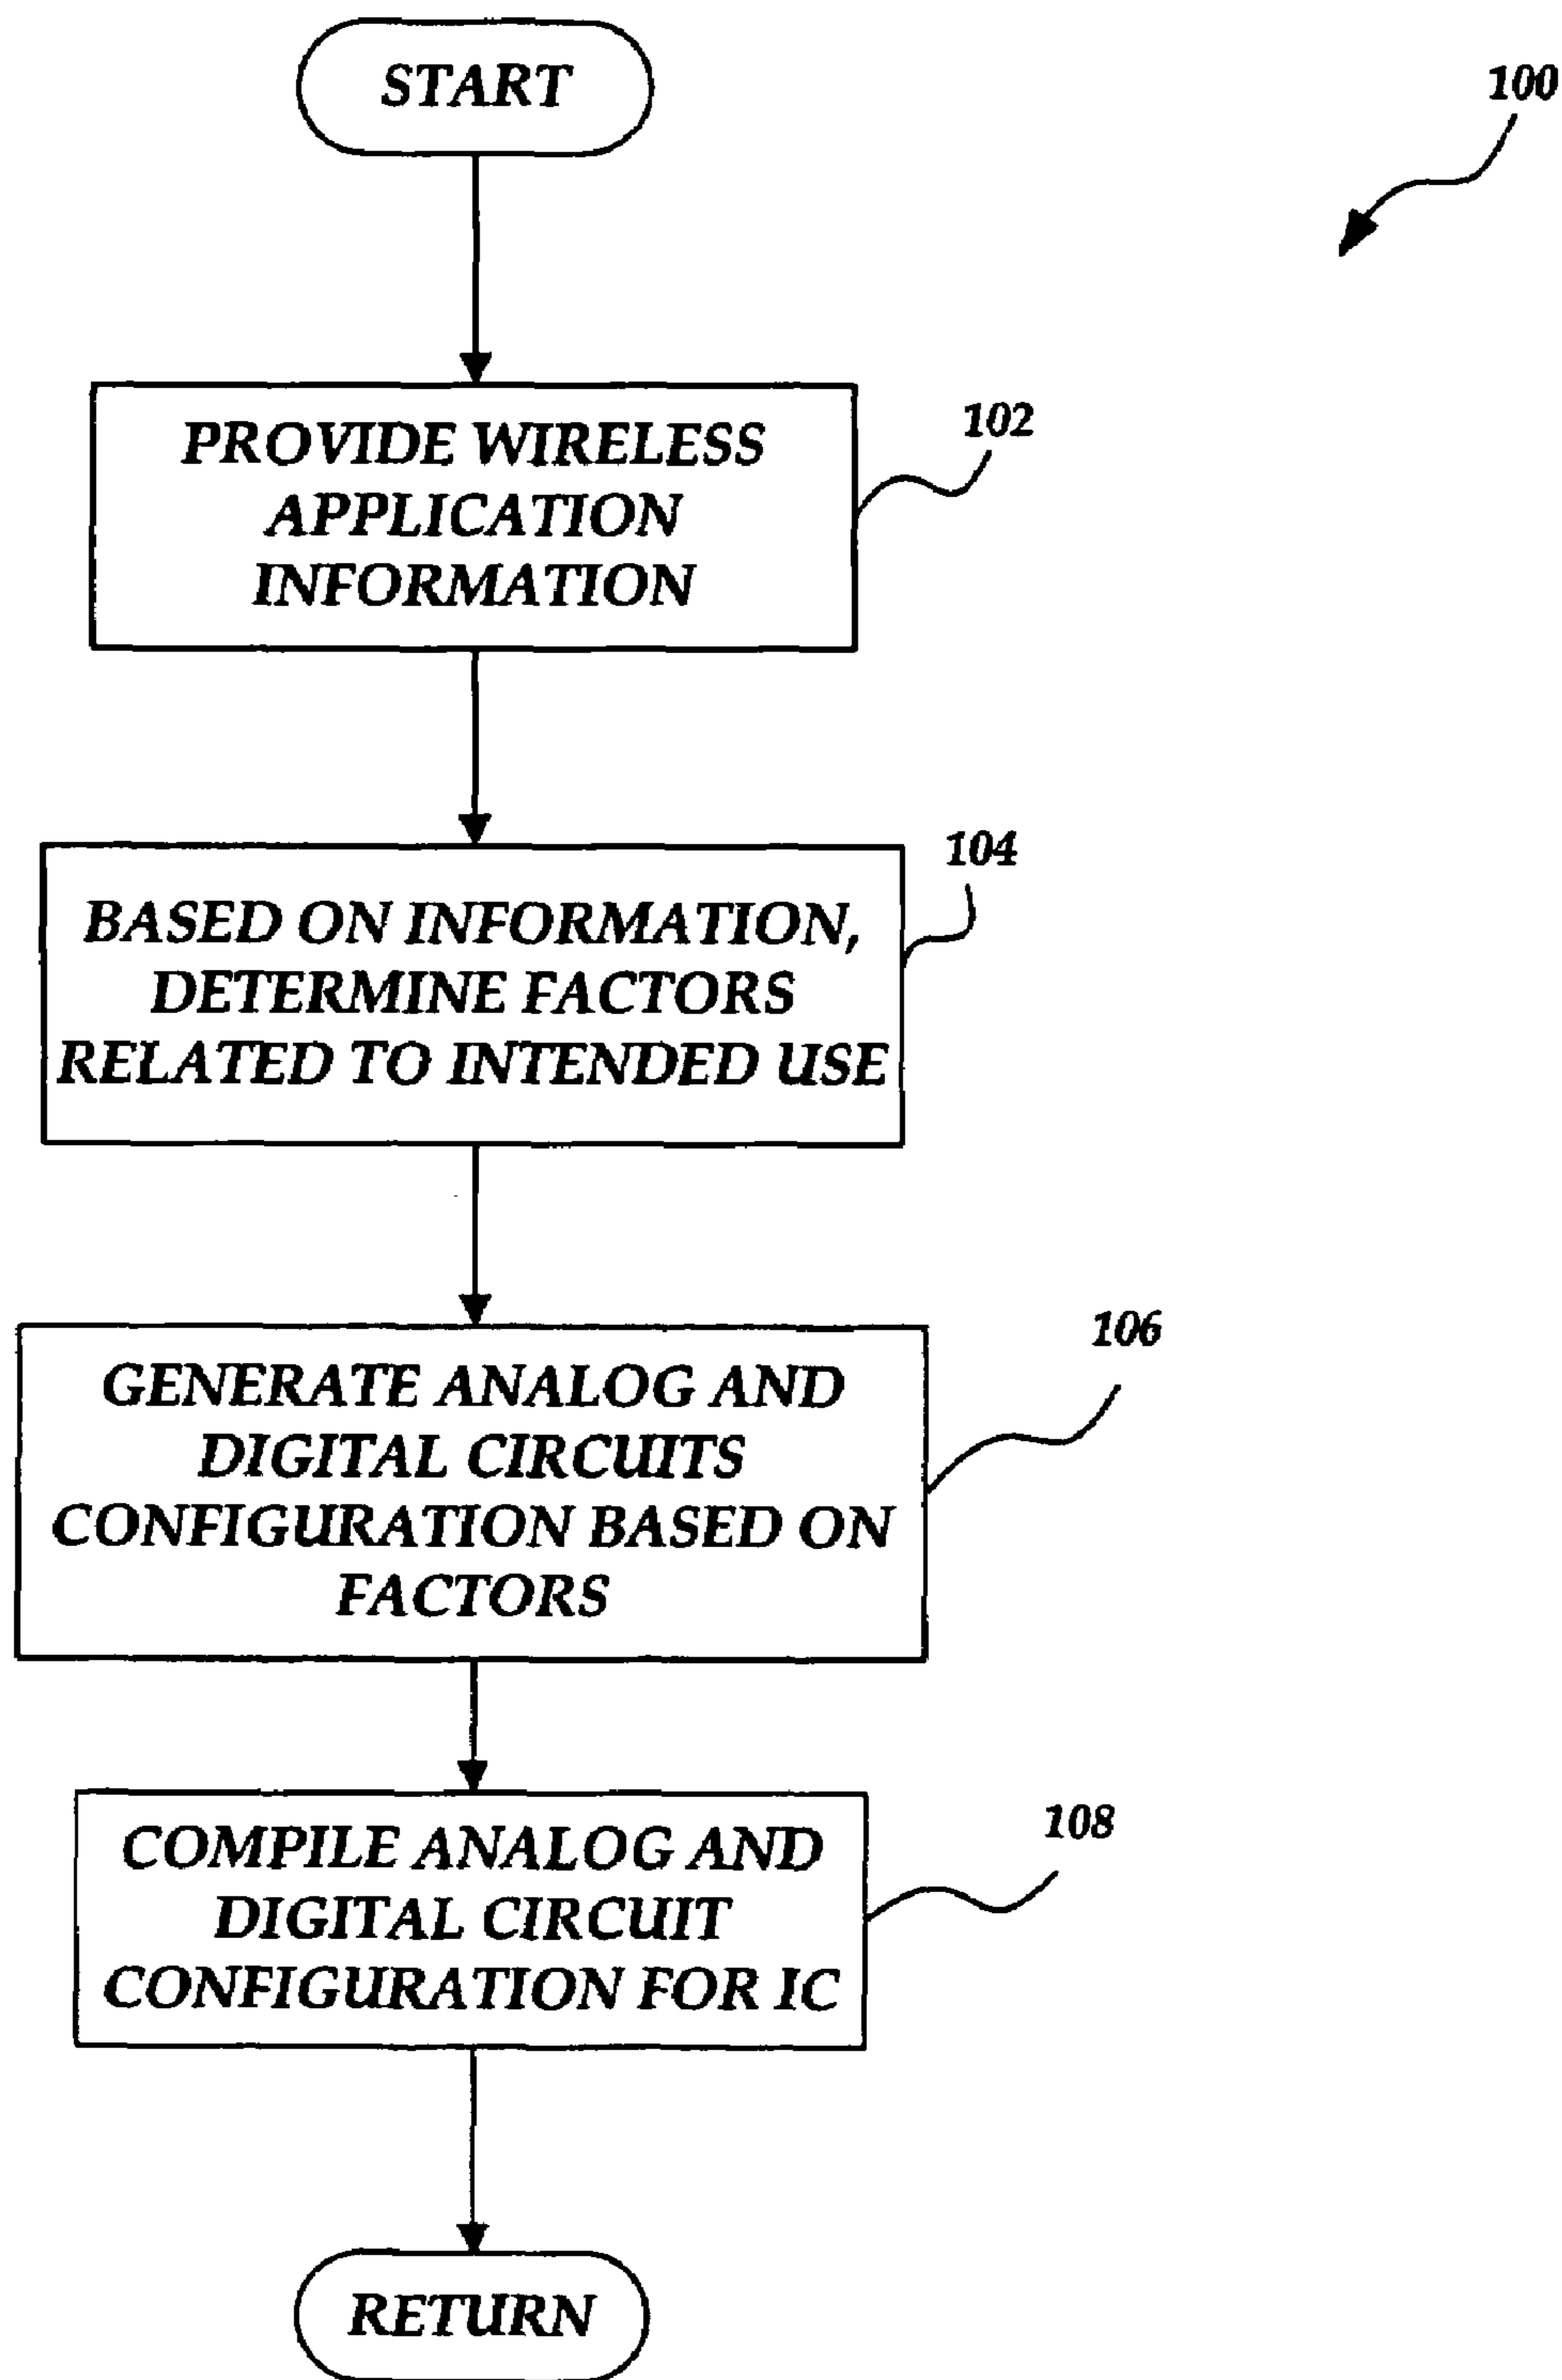 START
100
PROVIDE WIRELESS
APPLICATION
INFORMATION
102
BASED ON INFORMATION,
DETERMINE FACTORS
RELATED TO INTENDED USE
104
GENERATE ANALOG AND
DIGITAL CIRCUITS
CONFIGURATION BASED ON
FACTORS
106
COMPILE ANALOG AND
DIGITAL CIRCUIT
CONFIGURATION FOR IC
108
RETURN